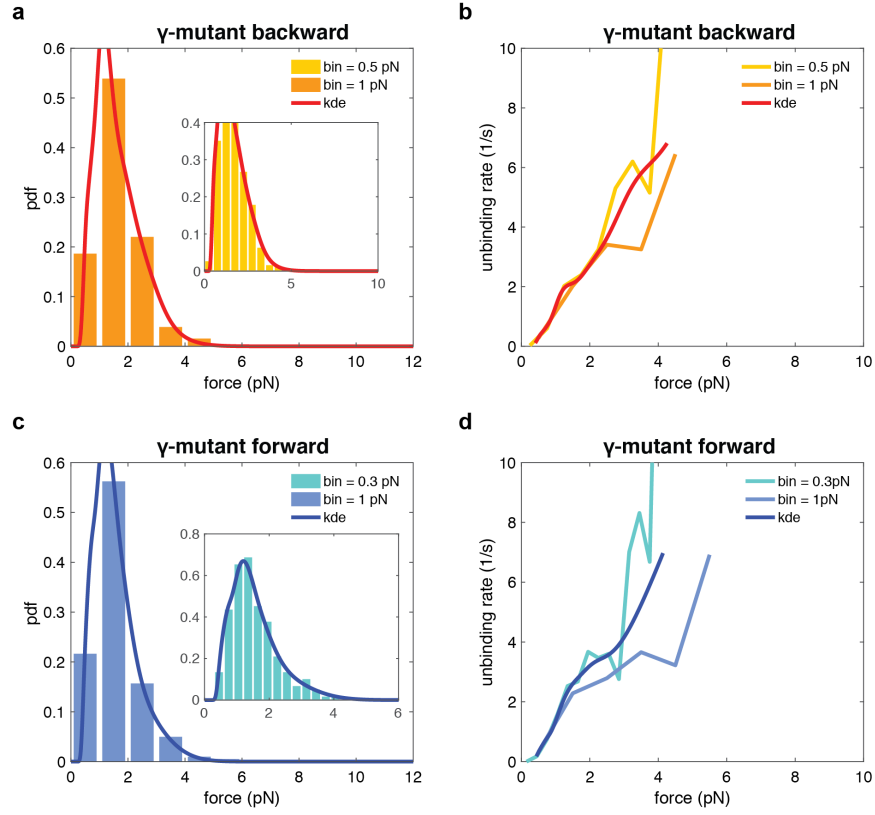 a
γ-mutant backward
0.6
0.5
0.4
0.3
0.2
0.1
0
pdf
bin = 0.5 pN
bin = 1 pN
kde
0.4
0.3
0.2
0.1
0
0 5 10
0 2 4 6 8 10 12
force (pN)
b
γ-mutant backward
10
8
6
4
2
0
unbinding rate (1/s)
bin = 0.5 pN
bin = 1 pN
kde
0 2 4 6 8 10
force (pN)
c
γ-mutant forward
0.6
0.5
0.4
0.3
0.2
0.1
0
pdf
bin = 0.3 pN
bin = 1 pN
kde
0.8
0.6
0.4
0.2
0
0 2 4 6
0 2 4 6 8 10 12
force (pN)
d
γ-mutant forward
10
8
6
4
2
0
unbinding rate (1/s)
bin = 0.3pN
bin = 1pN
kde
0 2 4 6 8 10
force (pN)